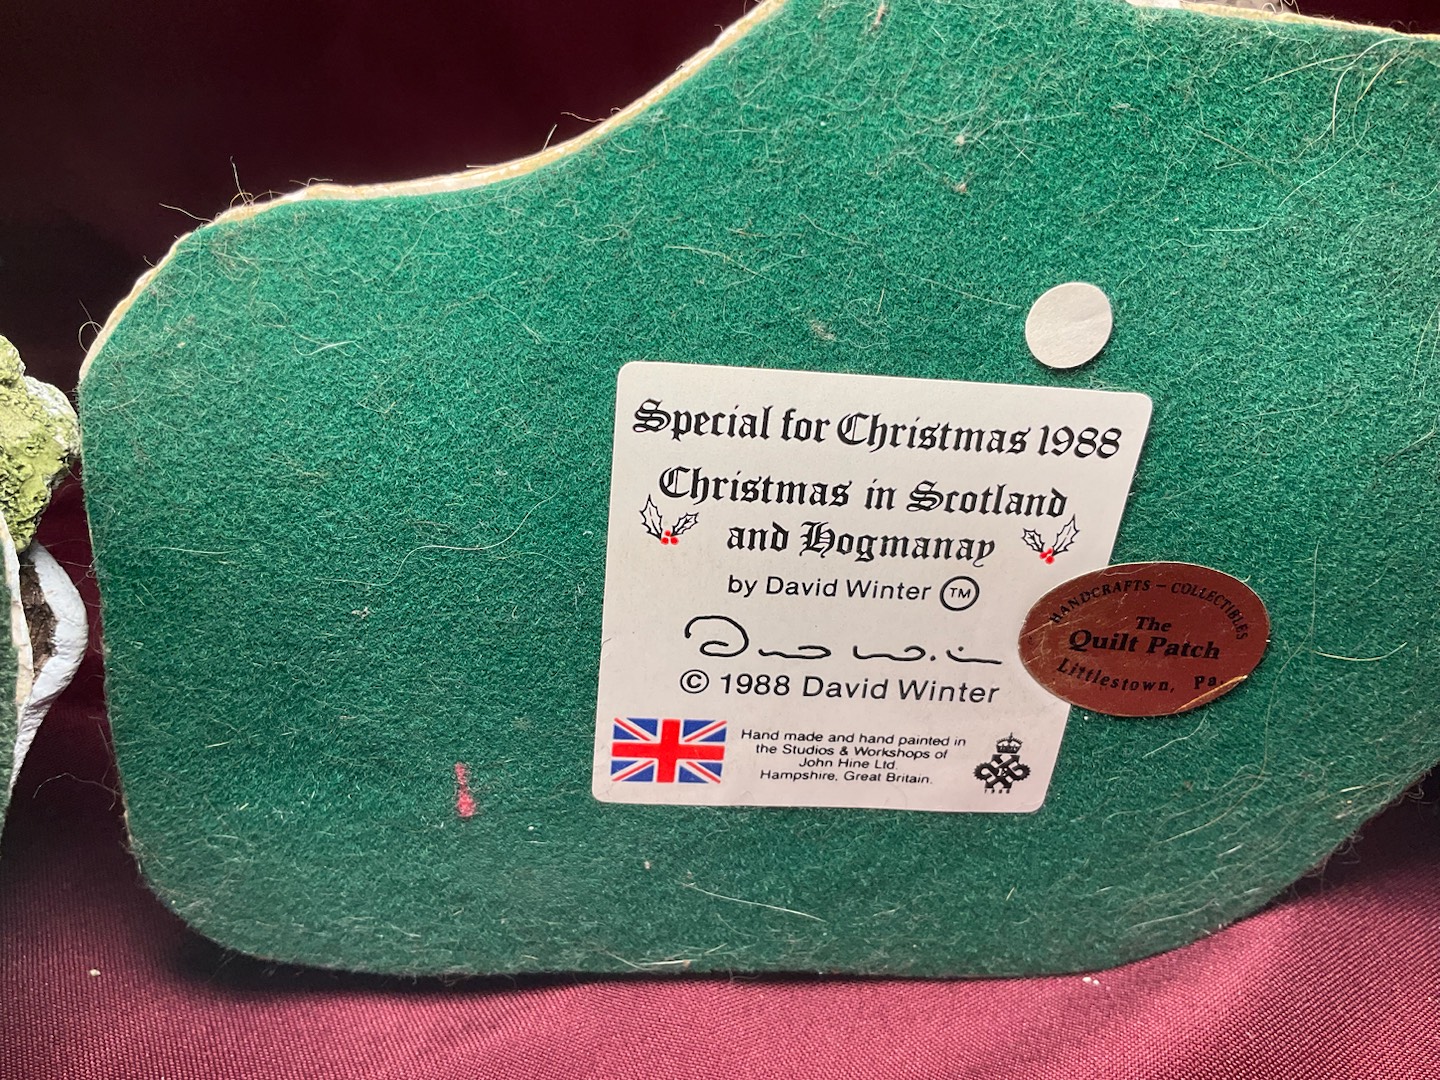 Special for Christmas 1988
Christmas in Scotland
and Hogmanay
by David Winter TM
David Winter
© 1988 David Winter
Hand made and hand painted in
the Studios & Workshops of
John Hine Ltd.
Hampshire, Great Britain.
HANDCRAFTS – COLLECTIBLES
The
Quilt Patch
Littlestown, Pa.